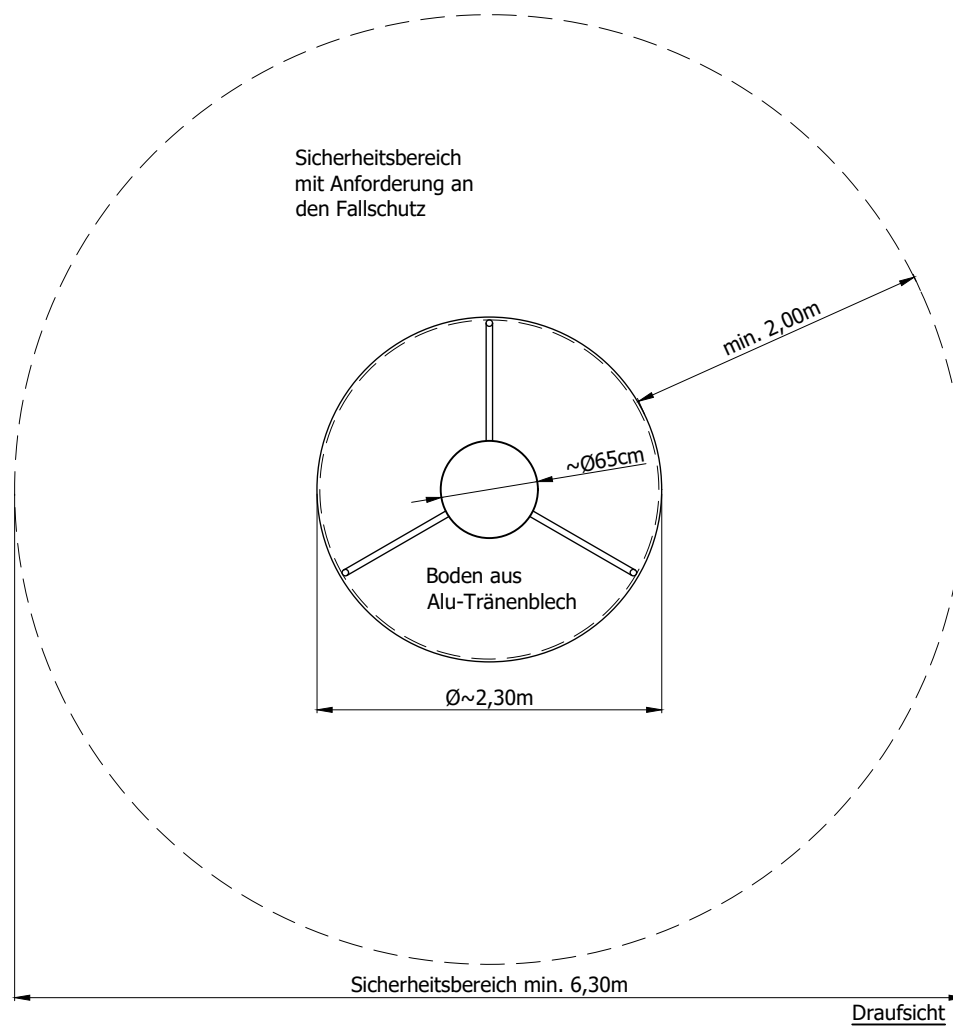 Sicherheitsbereich
mit Anforderung an
den Fallschutz
min. 2,00m
~Ø65cm
Boden aus
Alu-Tränenblech
Ø~2,30m
Sicherheitsbereich min. 6,30m
Draufsicht